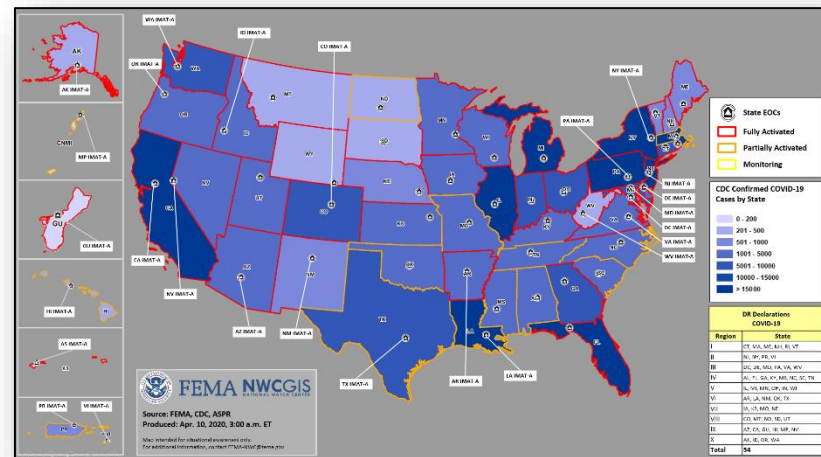 WA IMAT-A
ID IMAT-A
CO IMAT-A
NY IMAT-A
OR IMAT-A
PA IMAT-A
AK
AK IMAT-A
CNMI
MP IMAT-A
GU
GU IMAT-A
HI IMAT-A
HI
AS IMAT-A
AS
PR IMAT-A
VI IMAT-A
PR
WA
MT
ND
SD
OR
ID
WY
NV
UT
CO
CA
AZ
NM
NE
KS
OK
TX
MN
IA
MO
AR
LA
WI
IL
MI
IN
OH
KY
TN
MS
AL
GA
FL
SC
NC
VA
WV
PA
NY
ME
CA IMAT-A
NV IMAT-A
AZ IMAT-A
NM IMAT-A
TX IMAT-A
AR IMAT-A
LA IMAT-A
NJ IMAT-A
DE IMAT-A
MD IMAT-A
DC IMAT-A
VA IMAT-A
WV IMAT-A
State EOCs
Fully Activated
Partially Activated
Monitoring
CDC Confirmed COVID-19
Cases by State
0 - 200
201 - 500
501 - 1000
1001 - 5000
5001 - 10000
10000 - 15000
> 15000
DR Declarations
COVID-19
Region State
I CT, MA, ME, NH, RI, VT
II NJ, NY, PR, VI
III DC, DE, MD, PA, VA, WV
IV AL, FL, GA, KY, MS, NC, SC, TN
V IL, MI, MN, OH, IN, WI
VI AR, LA, NM, OK, TX
VII IA, KS, MO, NE
VIII CO, MT, ND, SD, UT
IX AZ, CA, GU, HI, MP, NV
X AK, ID, OR, WA
Total 54
FEMA NWCGIS
NATIONAL WATCH CENTER
Source: FEMA, CDC, ASPR
Produced: Apr. 10, 2020, 3:00 a.m. ET
Map intended for situational awareness only.
For additional information, contact FEMA-NWC@fema.gov